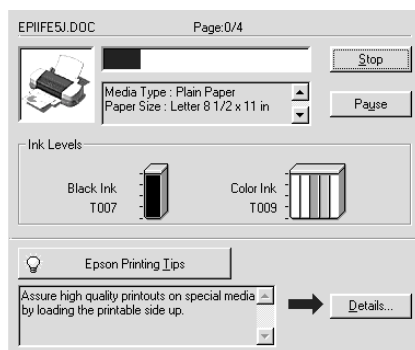 EPIIFE5J.DOC Page:0/4
Stop
Media Type : Plain Paper
Paper Size : Letter 8 1/2 x 11 in
Pause
Ink Levels
Black Ink
T007
Color Ink
T009
Epson Printing Tips
Assure high quality printouts on special media
by loading the printable side up.
Details...